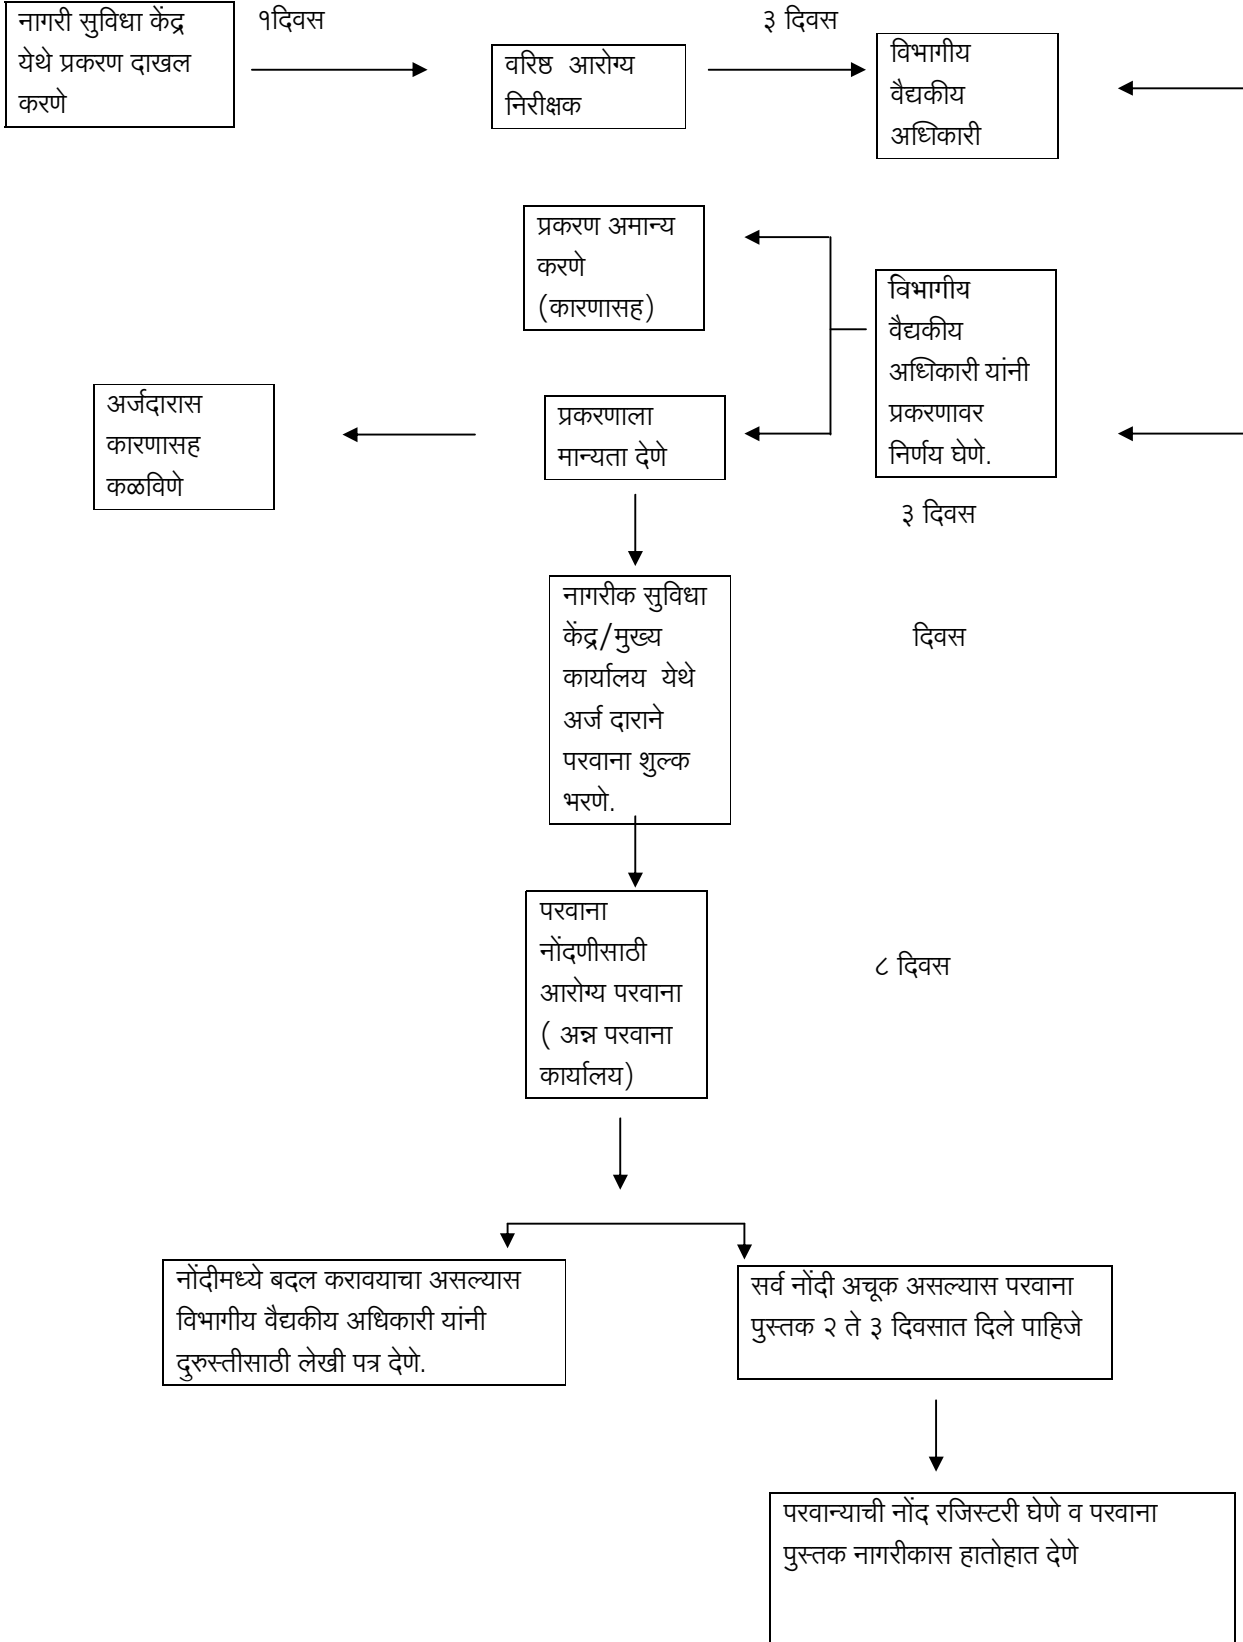 नागरी सुविधा केंद्र
येथे प्रकरण दाखल
करणे
१दिवस
वरिष्ठ आरोग्य
निरीक्षक
३ दिवस
विभागीय
वैद्यकीय
अधिकारी
प्रकरण अमान्य
करणे
(कारणासह)
विभागीय
वैद्यकीय
अधिकारी यांनी
प्रकरणावर
निर्णय घेणे.
अर्जदारास
कारणासह
कळविणे
प्रकरणाला
मान्यता देणे
३ दिवस
नागरीक सुविधा
केंद्र/मुख्य
कार्यालय येथे
अर्ज दाराने
परवाना शुल्क
भरणे.
दिवस
परवाना
नोंदणीसाठी
आरोग्य परवाना
( अन्न परवाना
कार्यालय)
८ दिवस
नोंदीमध्ये बदल करावयाचा असल्यास
विभागीय वैद्यकीय अधिकारी यांनी
दुरुस्तीसाठी लेखी पत्र देणे.
सर्व नोंदी अचूक असल्यास परवाना
पुस्तक २ ते ३ दिवसात दिले पाहिजे
परवान्याची नोंद रजिस्टरी घेणे व परवाना
पुस्तक नागरीकास हातोहात देणे